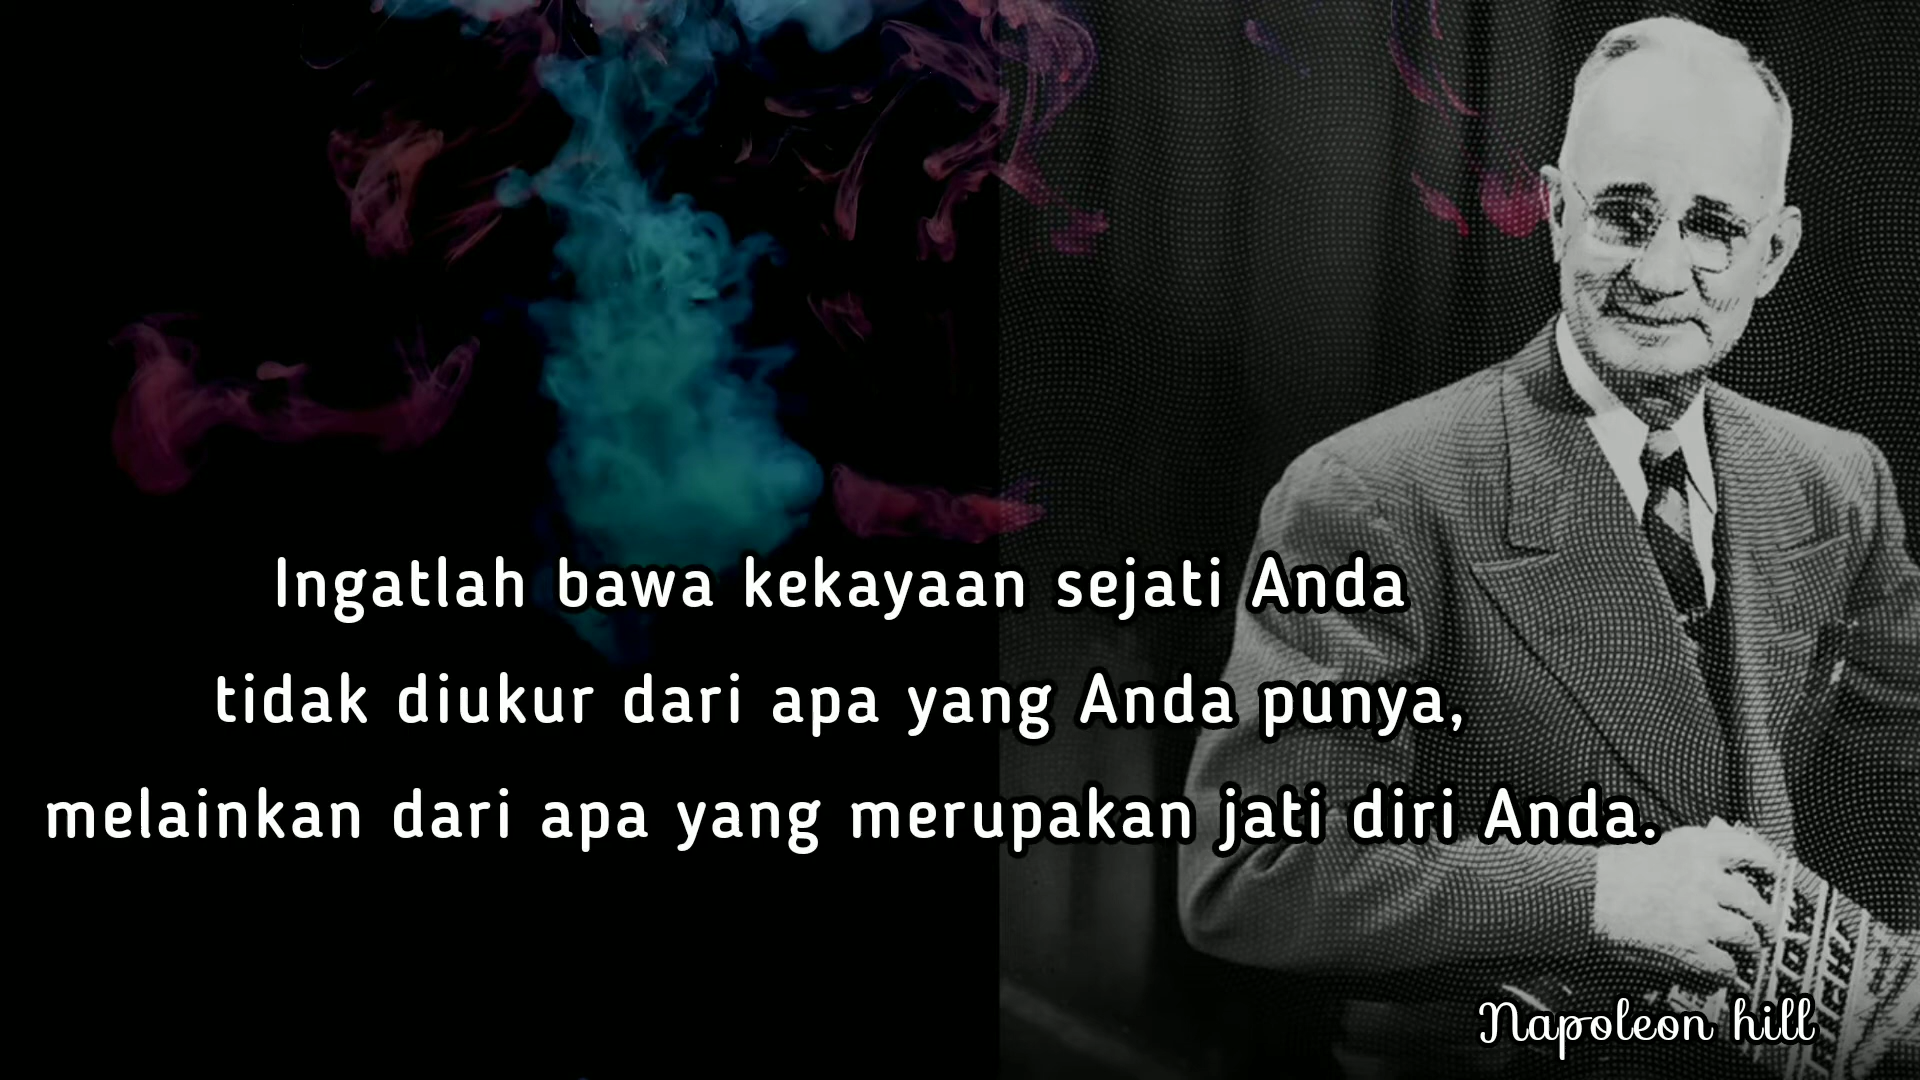 Ingatlah bawa kekayaan sejati Anda
tidak diukur dari apa yang Anda punya,
melainkan dari apa yang merupakan jati diri Anda.
Napoleon hill